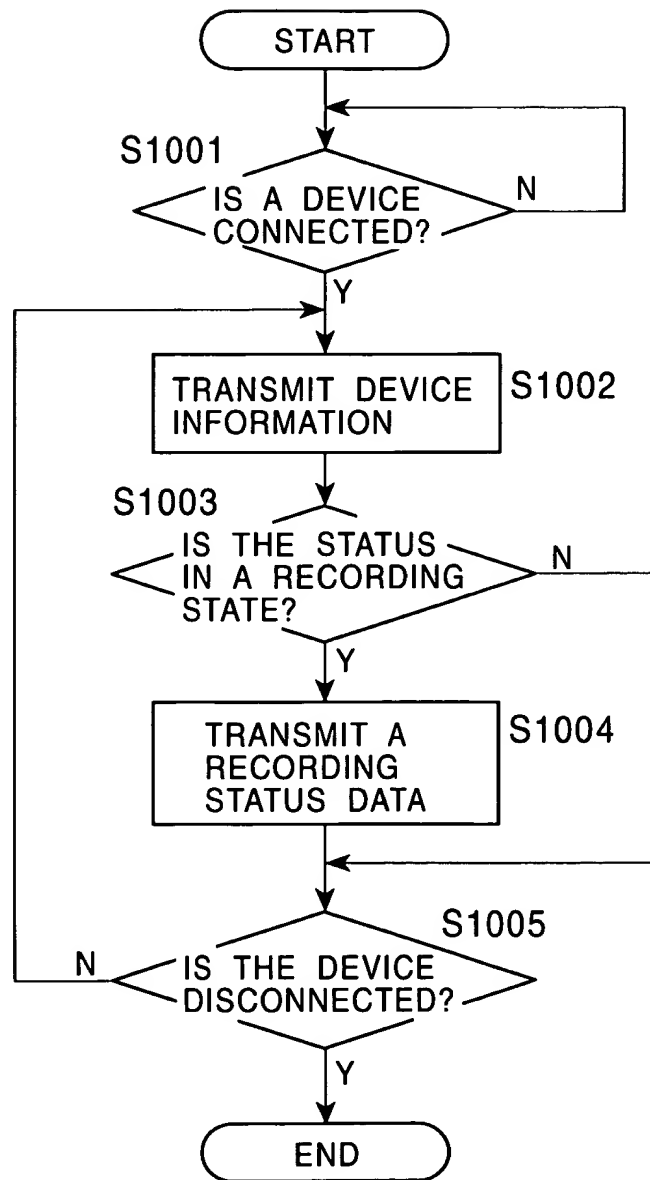 START
S1001
IS A DEVICE
CONNECTED?
N
Y
TRANSMIT DEVICE
INFORMATION
S1002
S1003
IS THE STATUS
IN A RECORDING
STATE?
N
Y
TRANSMIT A
RECORDING
STATUS DATA
S1004
S1005
N
IS THE DEVICE
DISCONNECTED?
Y
END